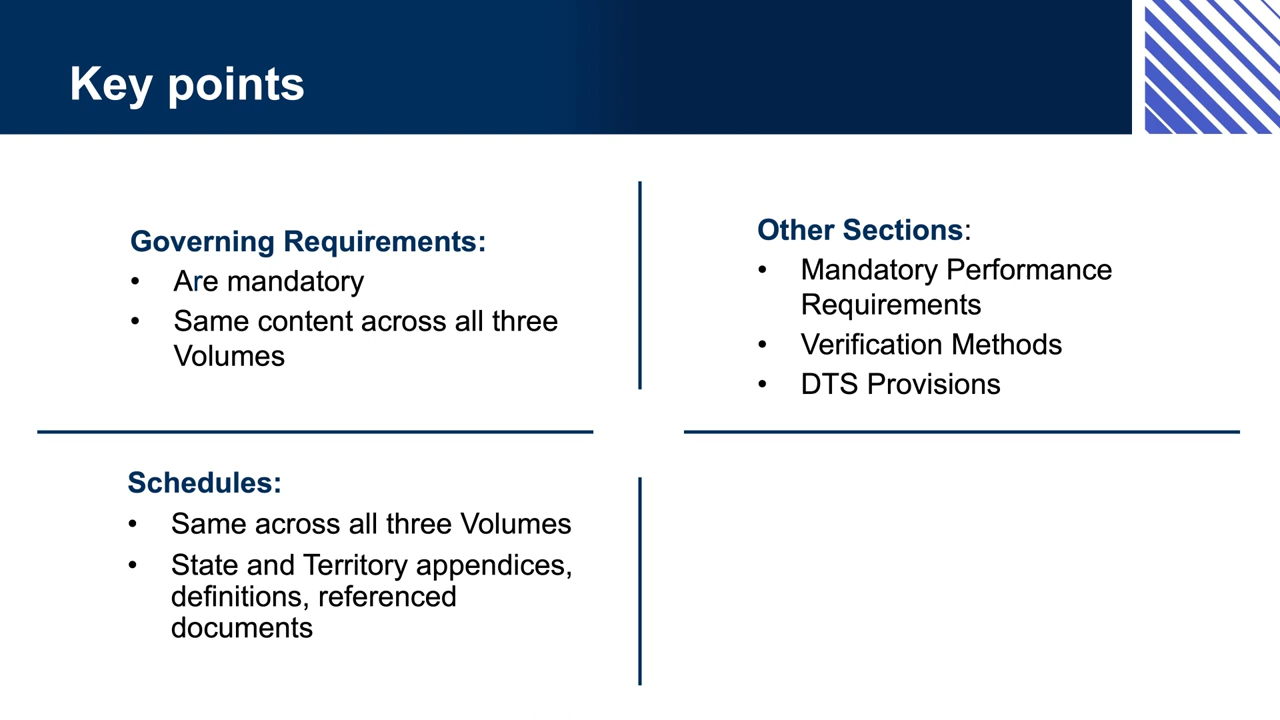 Key points
Governing Requirements:
• Are mandatory
• Same content across all three
Volumes
Other Sections:
• Mandatory Performance
Requirements
• Verification Methods
• DTS Provisions
Schedules:
• Same across all three Volumes
• State and Territory appendices,
definitions, referenced
documents